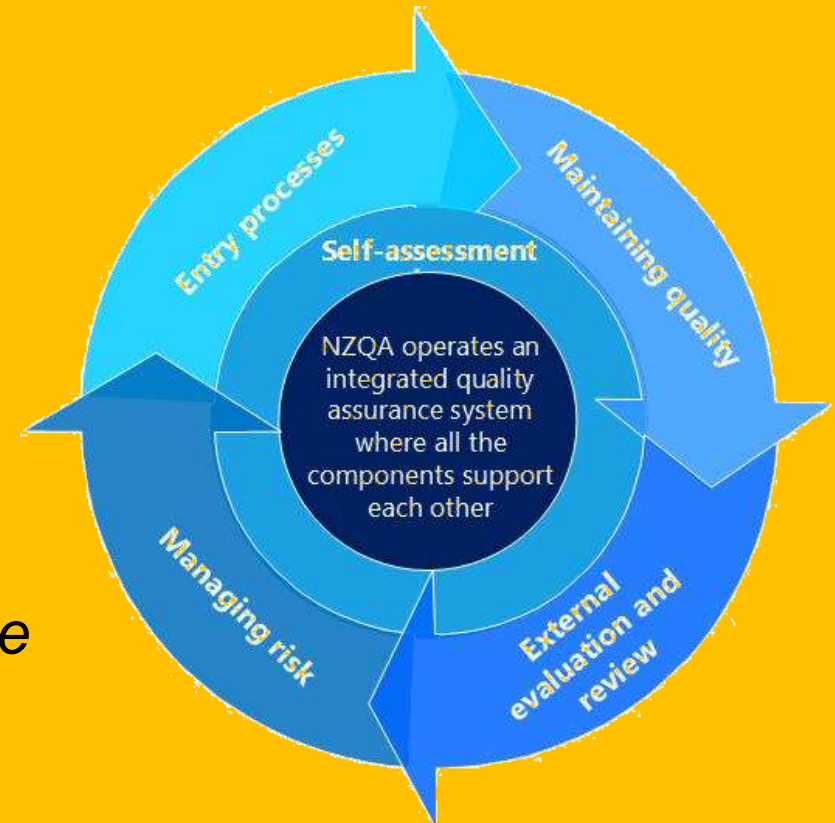 Entry processes
Maintaining quality
Self-assessment
NZQA operates an
integrated quality
assurance system
where all the
components support
each other
External
evaluation and
review
Managing risk
e